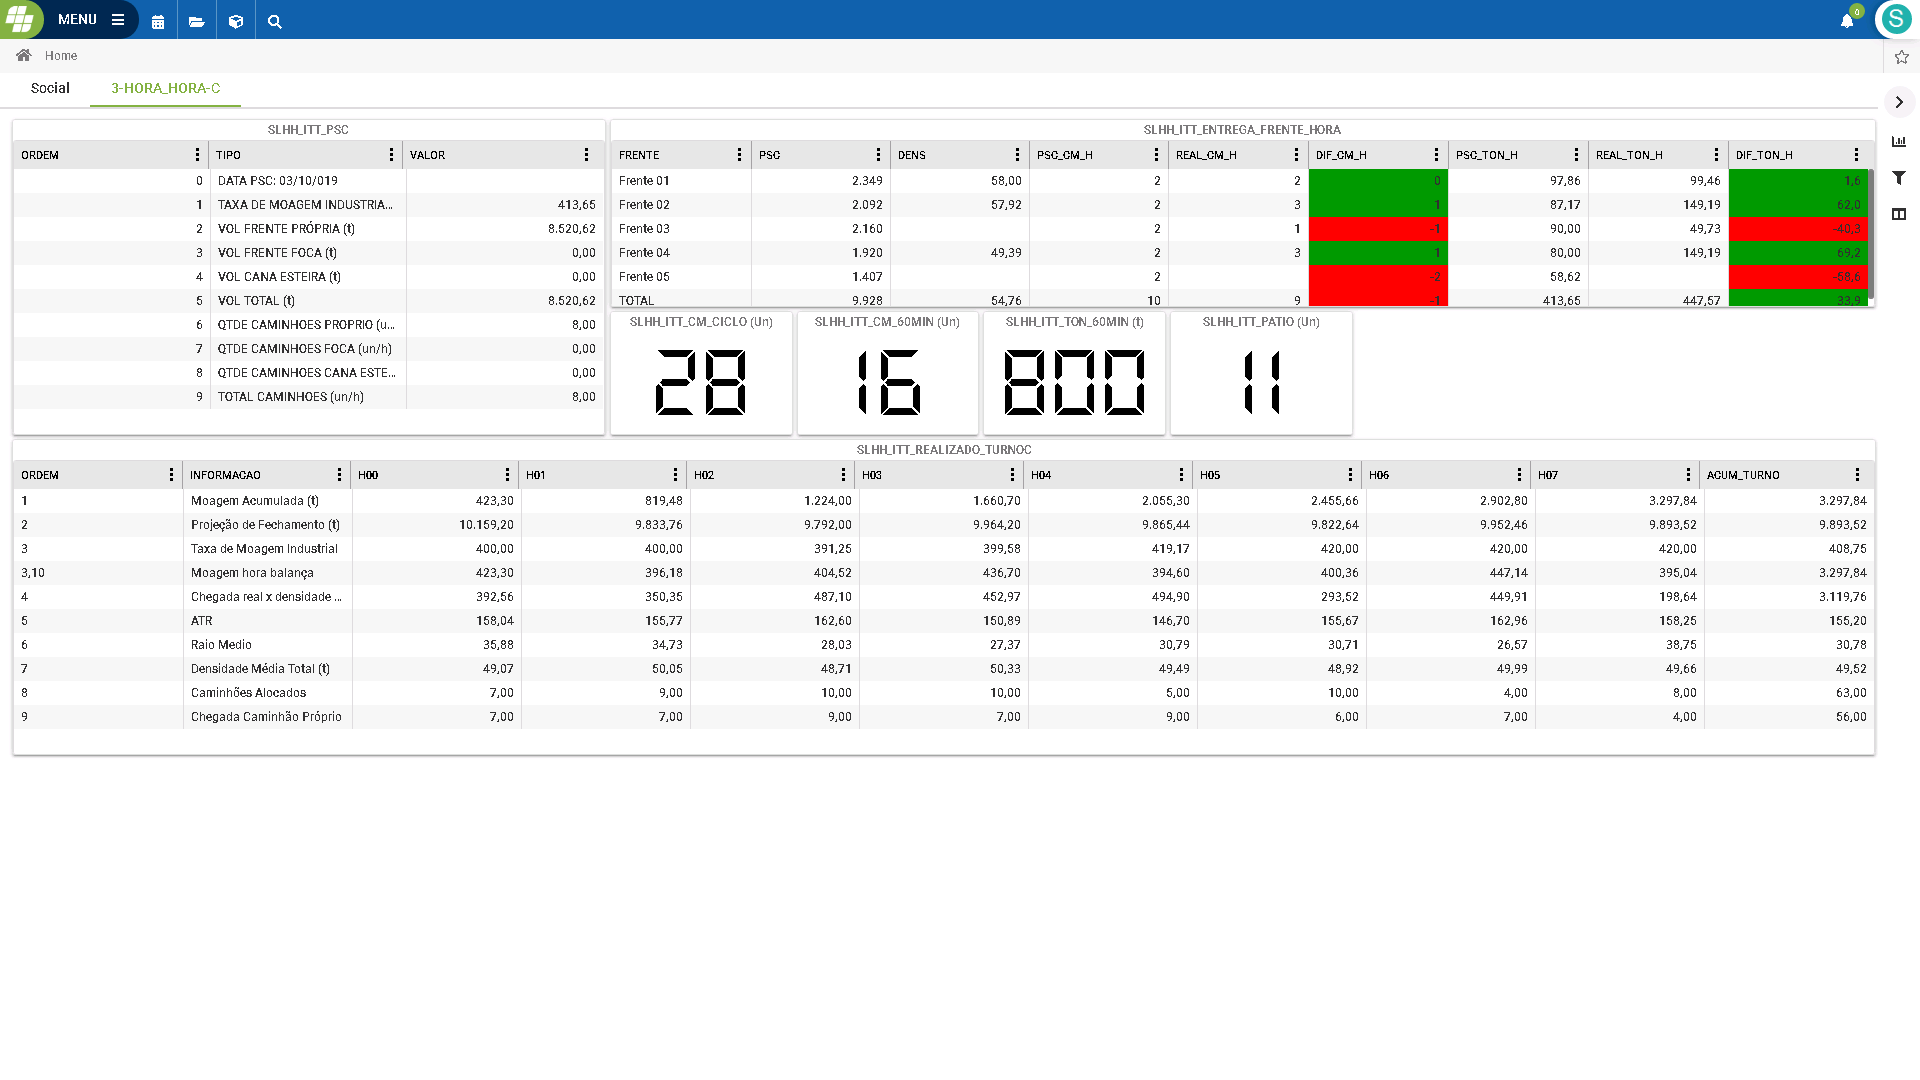 MENU
0
S
Home
Social 3-HORA_HORA-C
SLHH_ITT_PSC
ORDEM TIPO VALOR
0 DATA PSC: 03/10/019
1 TAXA DE MOAGEM INDUSTRIA... 413,65
2 VOL FRENTE PRÓPRIA (t) 8.520,62
3 VOL FRENTE FOCA (t) 0,00
4 VOL CANA ESTEIRA (t) 0,00
5 VOL TOTAL (t) 8.520,62
6 QTDE CAMINHOES PROPRIO (u... 8,00
7 QTDE CAMINHOES FOCA (un/h) 0,00
8 QTDE CAMINHOES CANA ESTE... 0,00
9 TOTAL CAMINHOES (un/h) 8,00
SLHH_ITT_ENTREGA_FRENTE_HORA
FRENTE PSC DENS PSC_CM_H REAL_CM_H DIF_CM_H PSC_TON_H REAL_TON_H DIF_TON_H
Frente 01 2.349 58,00 2 2 0 97,86 99,46 1,6
Frente 02 2.092 57,92 2 3 1 87,17 149,19 62,0
Frente 03 2.160 2 1 -1 90,00 49,73 -40,3
Frente 04 1.920 49,39 2 3 1 80,00 149,19 69,2
Frente 05 1.407 2 -2 58,62 -58,6
TOTAL 9.928 54,76 10 9 -1 413,65 447,57 33,9
SLHH_ITT_CM_CICLO (Un) SLHH_ITT_CM_60MIN (Un) SLHH_ITT_TON_60MIN (t) SLHH_ITT_PATIO (Un)
28 16 800 11
SLHH_ITT_REALIZADO_TURNOC
ORDEM INFORMACAO H00 H01 H02 H03 H04 H05 H06 H07 ACUM_TURNO
1 Moagem Acumulada (t) 423,30 819,48 1.224,00 1.660,70 2.055,30 2.455,66 2.902,80 3.297,84 3.297,84
2 Projeção de Fechamento (t) 10.159,20 9.833,76 9.792,00 9.964,20 9.865,44 9.822,64 9.952,46 9.893,52 9.893,52
3 Taxa de Moagem Industrial 400,00 400,00 391,25 399,58 419,17 420,00 420,00 420,00 408,75
3,10 Moagem hora balança 423,30 396,18 404,52 436,70 394,60 400,36 447,14 395,04 3.297,84
4 Chegada real x densidade ... 392,56 350,35 487,10 452,97 494,90 293,52 449,91 198,64 3.119,76
5 ATR 158,04 155,77 162,60 150,89 146,70 155,67 162,96 158,25 155,20
6 Raio Medio 35,88 34,73 28,03 27,37 30,79 30,71 26,57 38,75 30,78
7 Densidade Média Total (t) 49,07 50,05 48,71 50,33 49,49 48,92 49,99 49,66 49,52
8 Caminhões Alocados 7,00 9,00 10,00 10,00 5,00 10,00 4,00 8,00 63,00
9 Chegada Caminhão Próprio 7,00 7,00 9,00 7,00 9,00 6,00 7,00 4,00 56,00